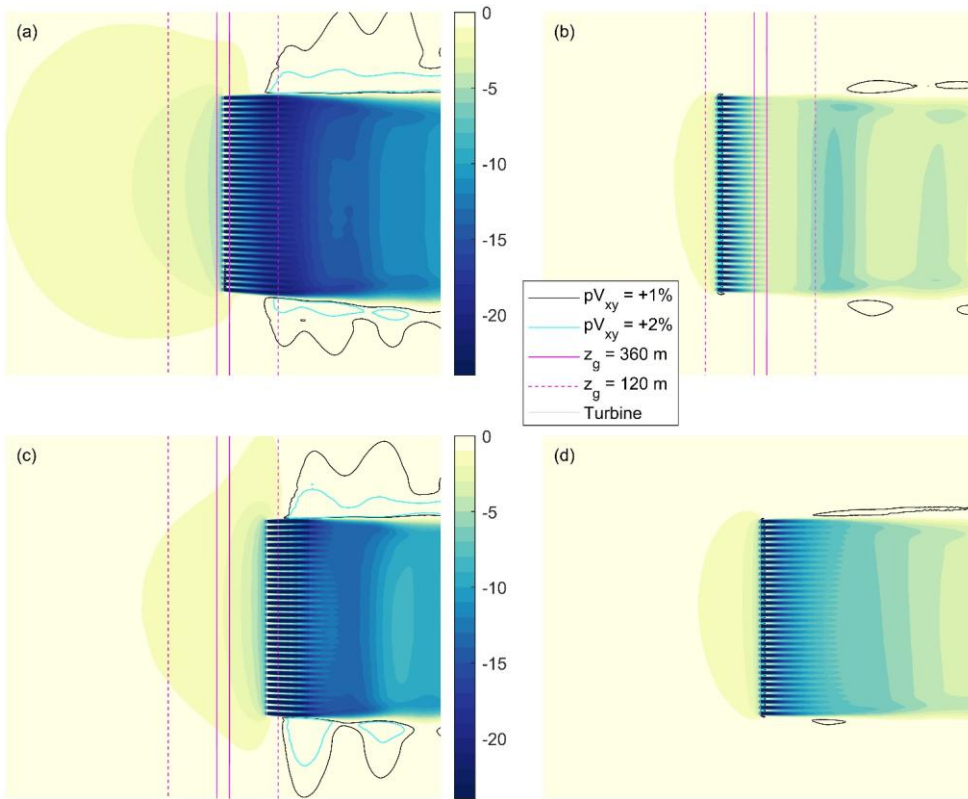 (a)
0
-5
-10
-15
-20
(b)
pV_xy = +1%
pV_xy = +2%
z_g = 360 m
z_g = 120 m
Turbine
(c)
0
-5
-10
-15
-20
(d)